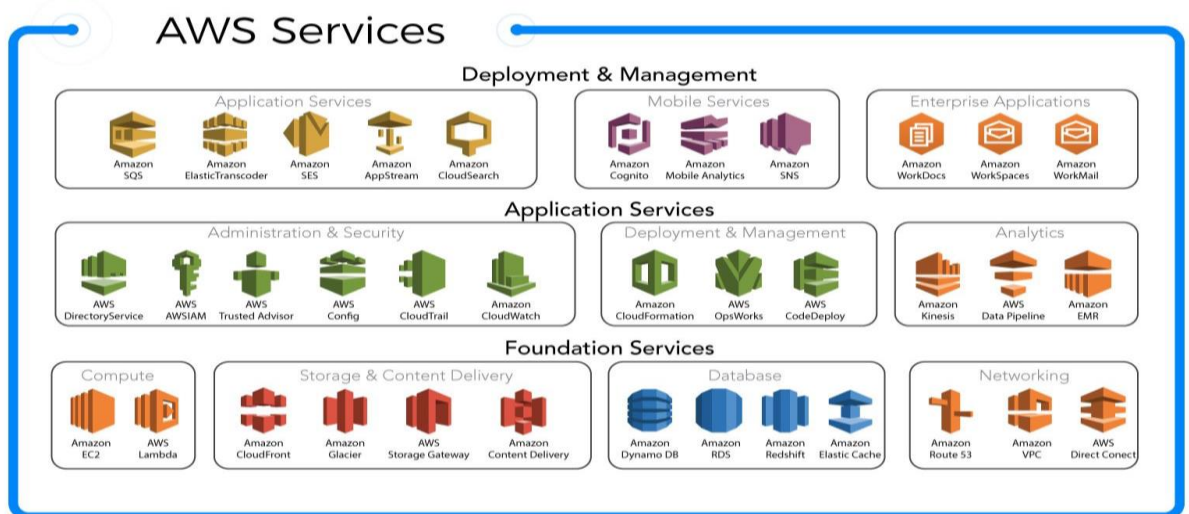 AWS Services
Deployment & Management
Application Services
Amazon
SQS
Amazon
ElasticTranscoder
Amazon
SES
Amazon
AppStream
Amazon
CloudSearch
Mobile Services
Amazon
Cognito
Amazon
Mobile Analytics
Amazon
SNS
Enterprise Applications
Amazon
WorkDocs
Amazon
WorkSpaces
Amazon
WorkMail
Application Services
Administration & Security
AWS
DirectoryService
AWS
AWSIAM
AWS
Trusted Advisor
AWS
Config
AWS
CloudTrail
Amazon
CloudWatch
Deployment & Management
Amazon
CloudFormation
AWS
OpsWorks
AWS
CodeDeploy
Analytics
Amazon
Kinesis
AWS
Data Pipeline
Amazon
EMR
Foundation Services
Compute
Amazon
EC2
AWS
Lambda
Storage & Content Delivery
Amazon
CloudFront
Amazon
Glacier
AWS
Storage Gateway
Amazon
Content Delivery
Database
Amazon
Dynamo DB
Amazon
RDS
Amazon
Redshift
Amazon
Elastic Cache
Networking
Amazon
Route 53
Amazon
VPC
AWS
Direct Conect